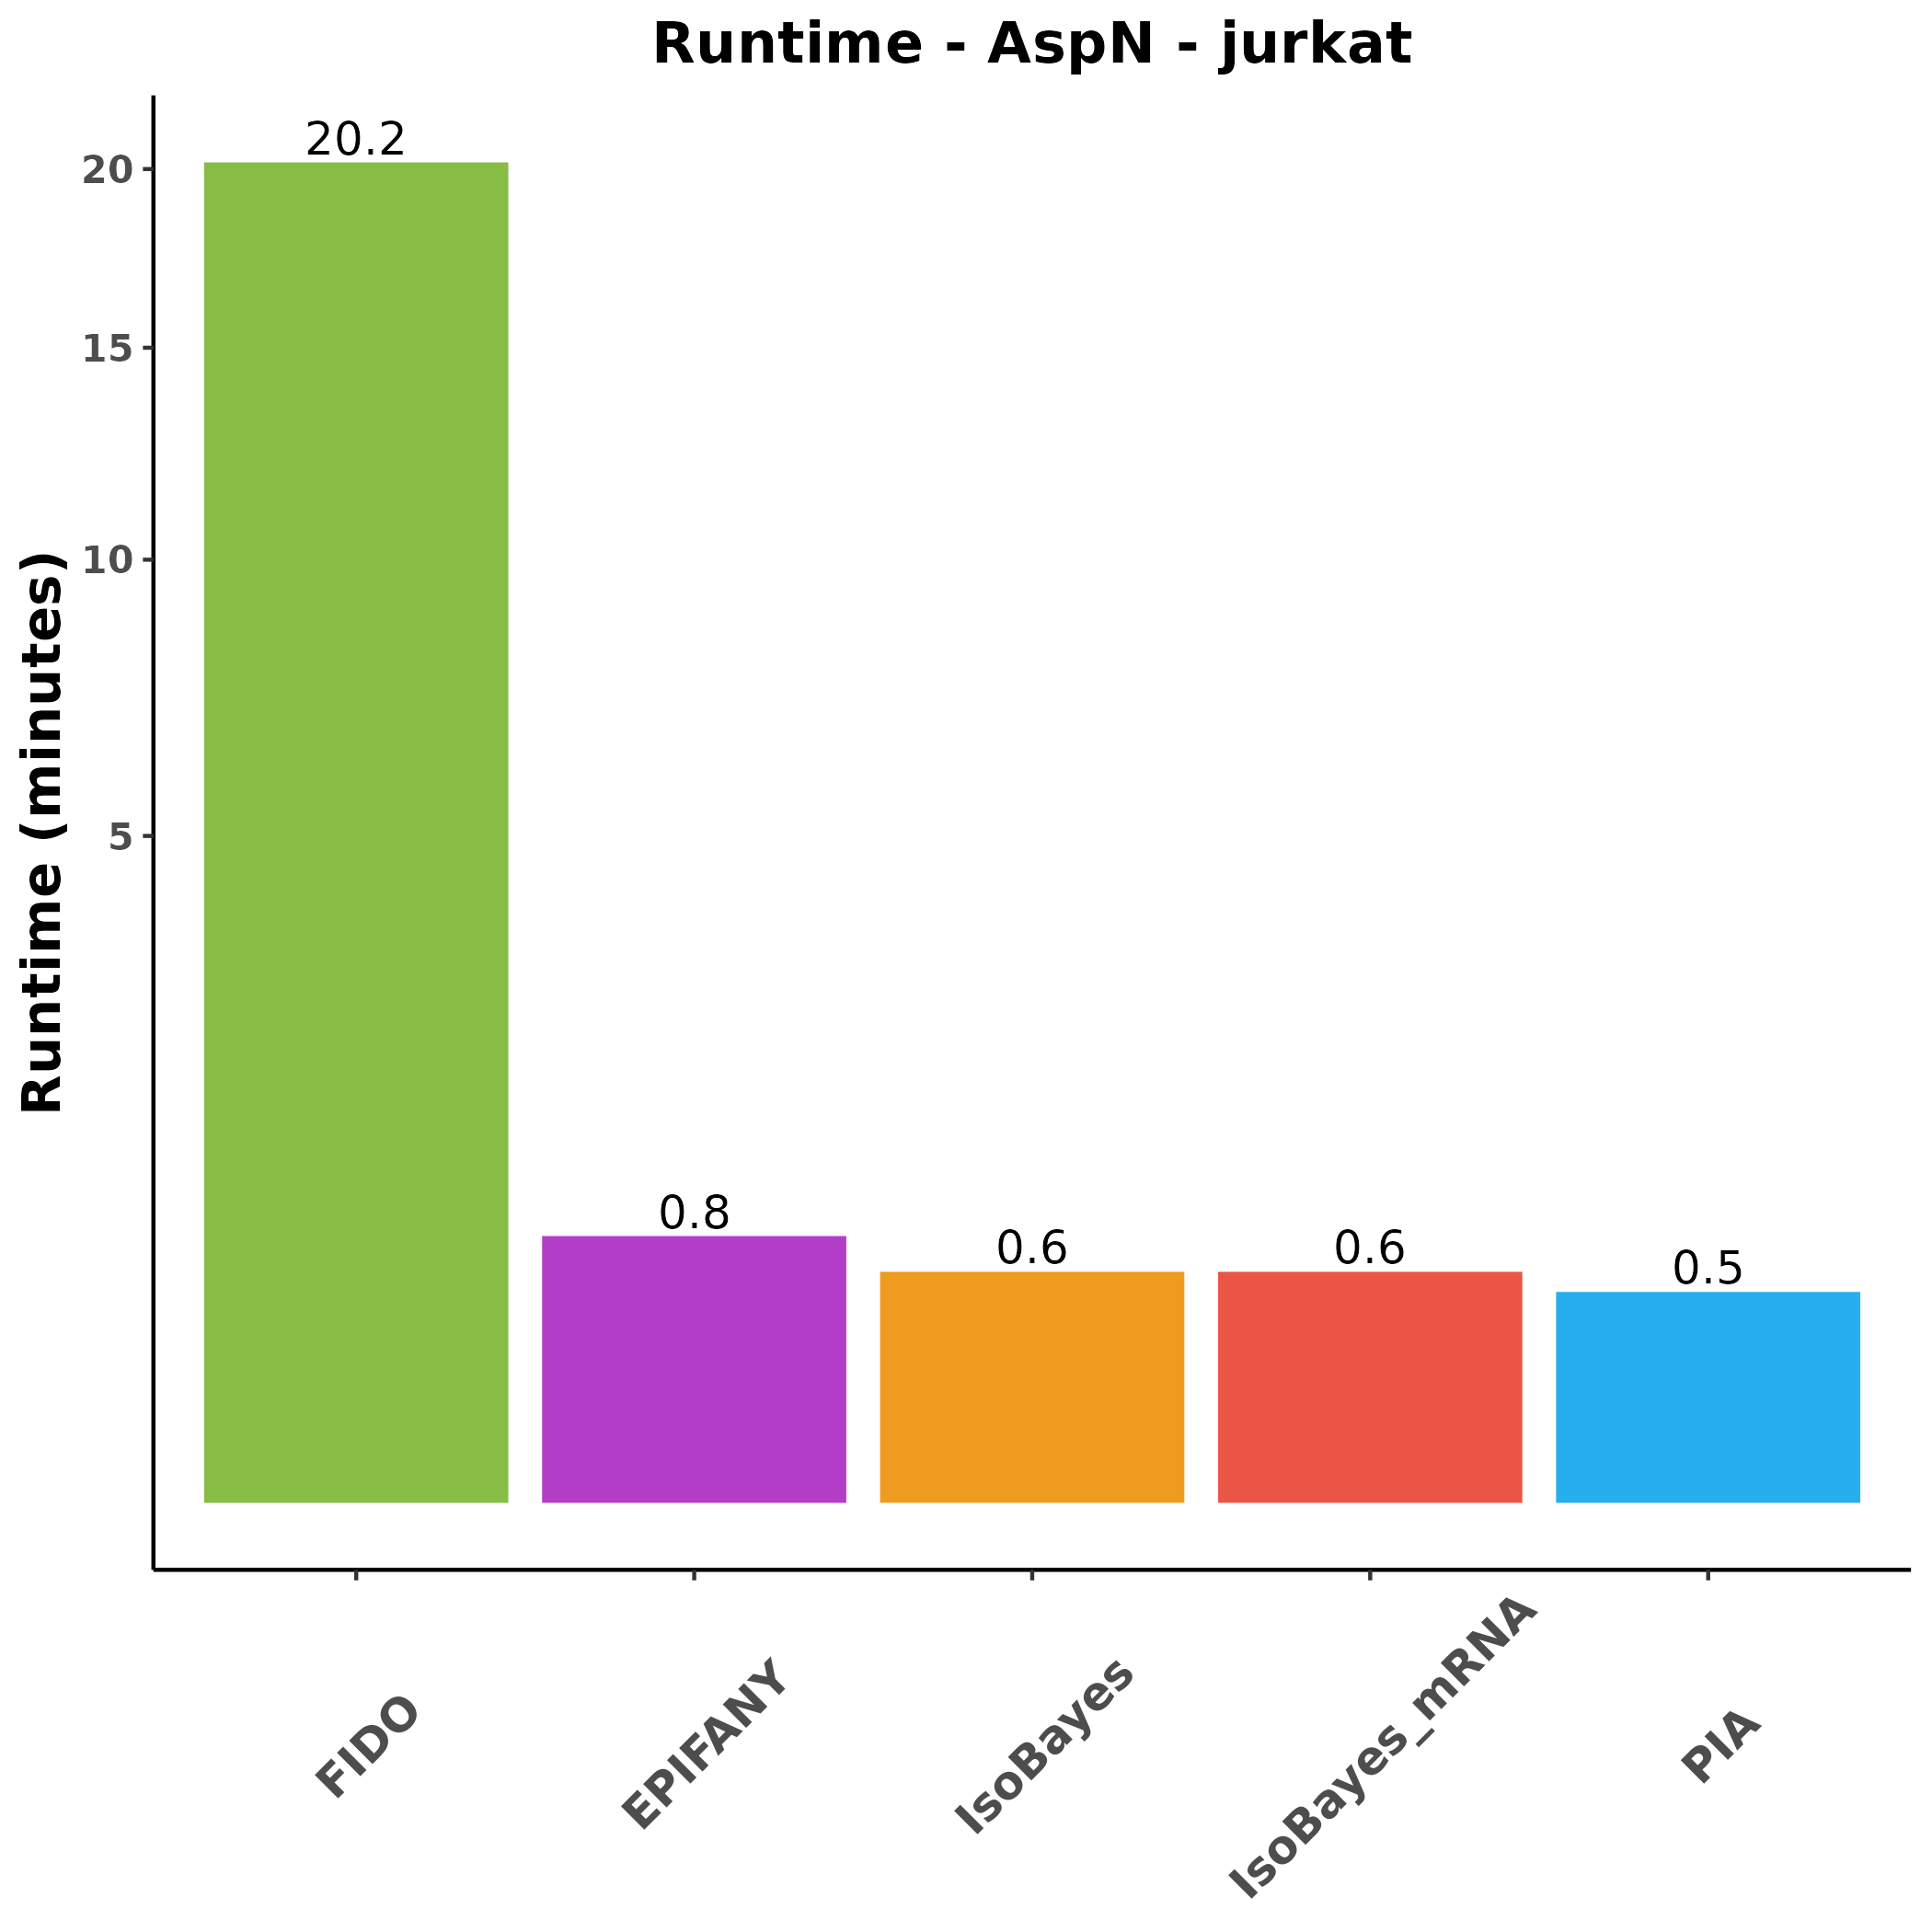 Runtime - AspN - jurkat
Runtime (minutes)
20
15
10
5
20.2
0.8
0.6
0.6
0.5
FIDO
EPIFANY
IsoBayes
IsoBayes_mRNA
PIA